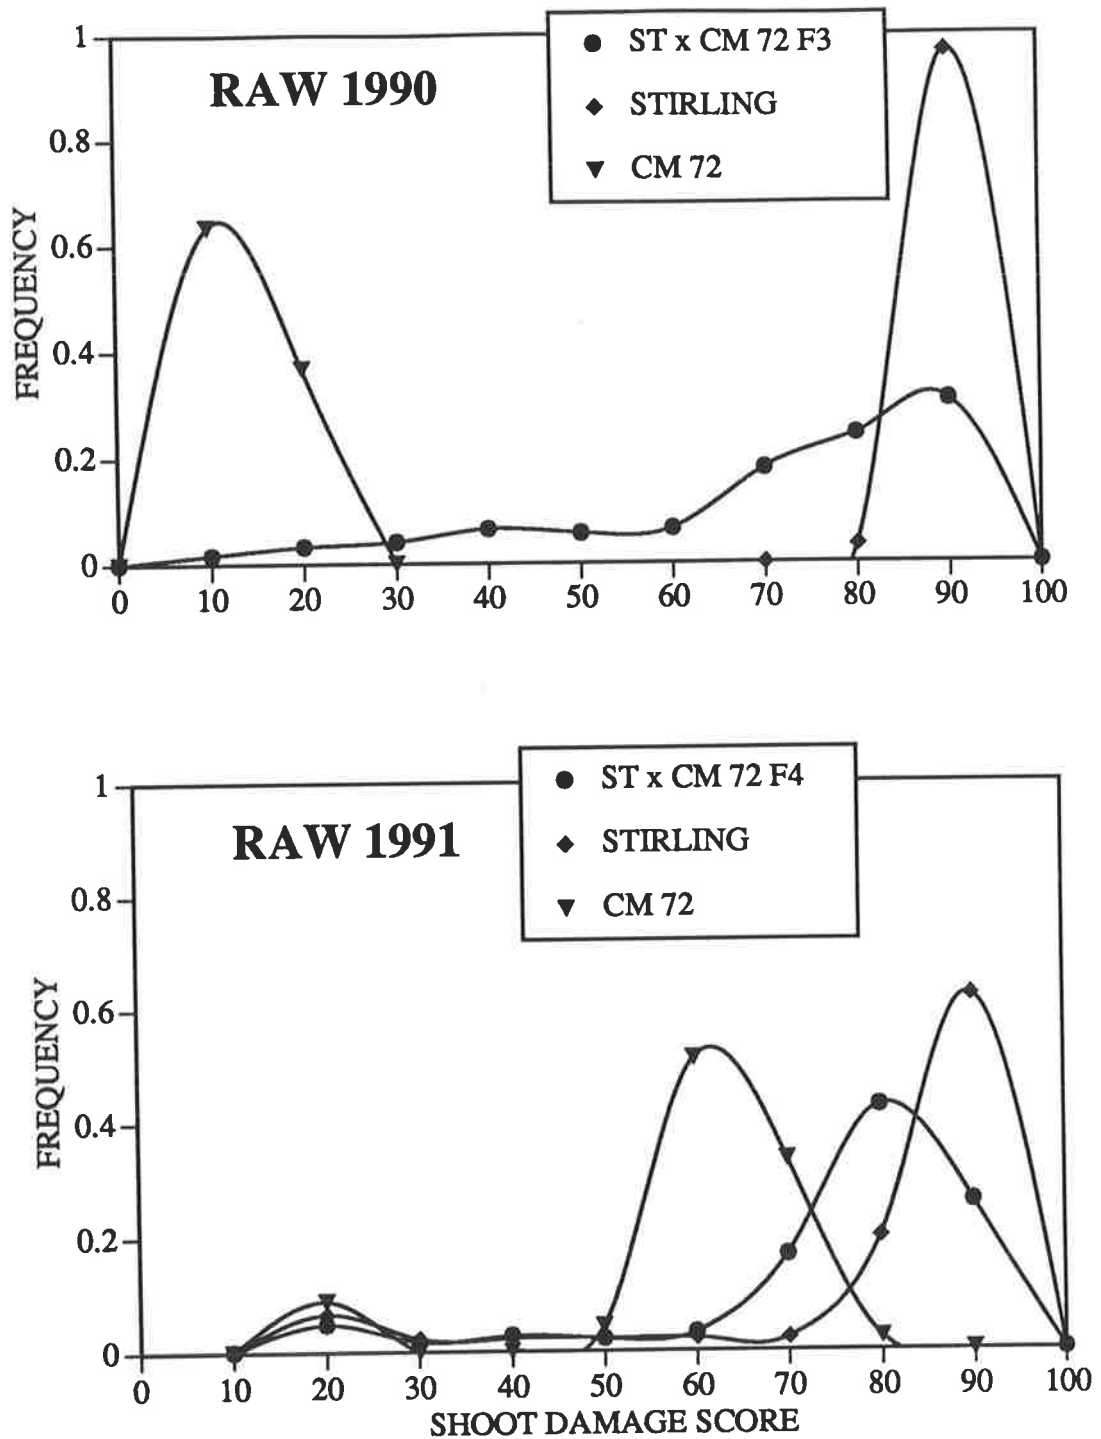 RAW 1990
ST x CM 72 F3
STIRLING
CM 72
FREQUENCY
1
0.8
0.6
0.4
0.2
0
0 10 20 30 40 50 60 70 80 90 100
RAW 1991
ST x CM 72 F4
STIRLING
CM 72
FREQUENCY
1
0.8
0.6
0.4
0.2
0
0 10 20 30 40 50 60 70 80 90 100
SHOOT DAMAGE SCORE